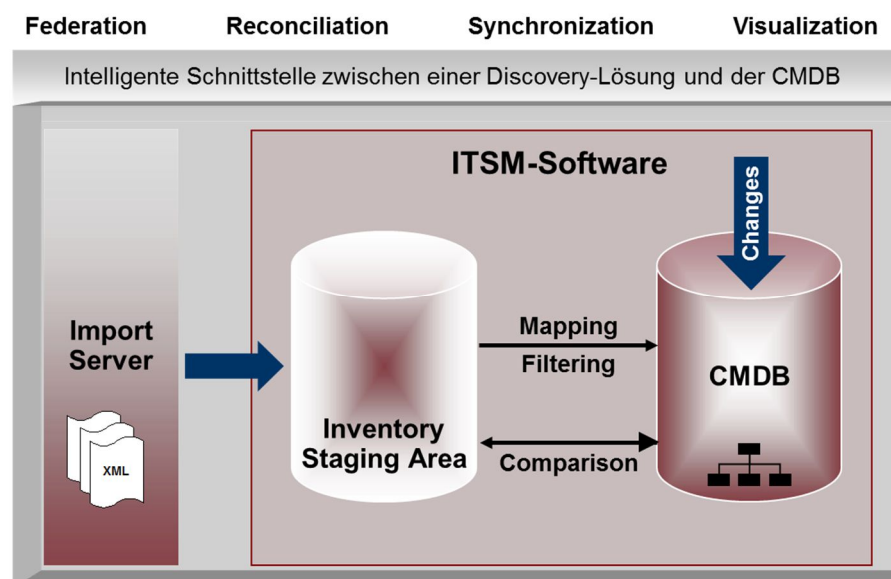 Federation Reconciliation Synchronization Visualization
Intelligente Schnittstelle zwischen einer Discovery-Lösung und der CMDB
ITSM-Software
Changes
Import
Server
XML
Inventory
Staging Area
Mapping
Filtering
Comparison
CMDB